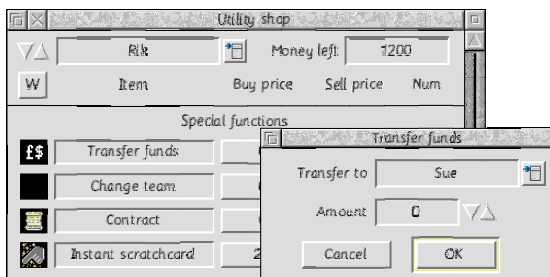 Utility shop
Rik Money left 1200
W Item Buy price Sell price Num
Special functions
£$ Transfer funds
Change team
Contract
Instant scratchcard 2
Transfer funds
Transfer to Sue
Amount 0
Cancel OK